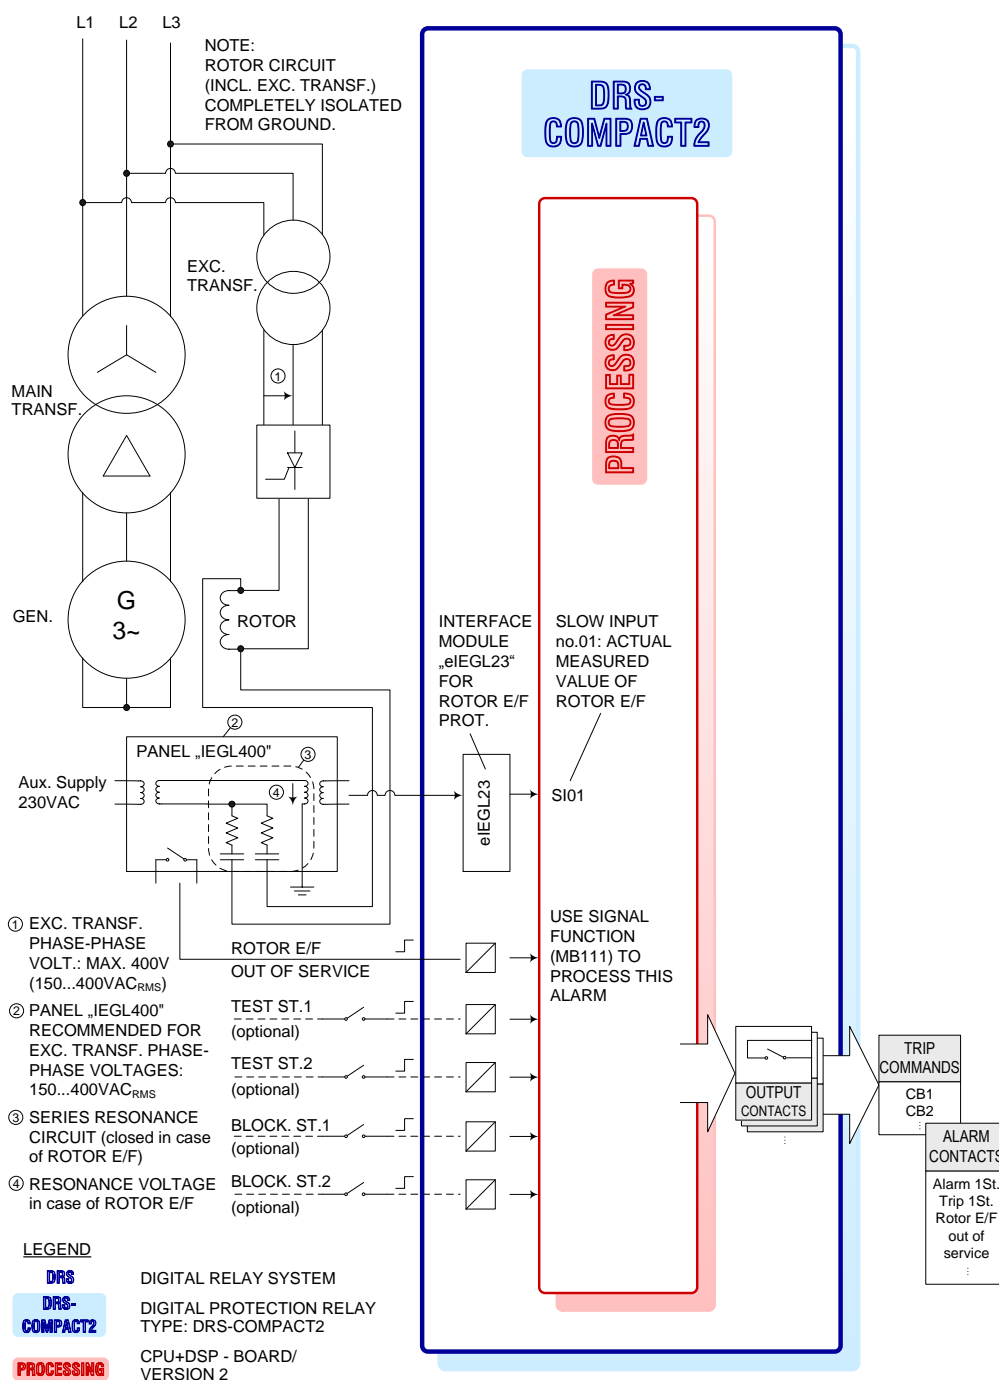 L1 L2 L3
NOTE:
ROTOR CIRCUIT
(INCL. EXC. TRANSF.)
COMPLETELY ISOLATED
FROM GROUND.
DRS-
COMPACT2
PROCESSING
EXC.
TRANSF.
①
MAIN
TRANSF.
GEN.
G
3~
ROTOR
INTERFACE
MODULE
„eIEGL23“
FOR
ROTOR E/F
PROT.
SLOW INPUT
no.01: ACTUAL
MEASURED
VALUE OF
ROTOR E/F
②
PANEL „IEGL400"
③
④
Aux. Supply
230VAC
eIEGL23
SI01
① EXC. TRANSF.
PHASE-PHASE
VOLT.: MAX. 400V
(150...400VACRMS)
② PANEL „IEGL400"
RECOMMENDED FOR
EXC. TRANSF. PHASE-
PHASE VOLTAGES:
150...400VACRMS
③ SERIES RESONANCE
CIRCUIT (closed in case
of ROTOR E/F)
④ RESONANCE VOLTAGE
in case of ROTOR E/F
ROTOR E/F
OUT OF SERVICE
TEST ST.1
(optional)
TEST ST.2
(optional)
BLOCK. ST.1
(optional)
BLOCK. ST.2
(optional)
USE SIGNAL
FUNCTION
(MB111) TO
PROCESS THIS
ALARM
OUTPUT
CONTACTS
⋮
TRIP
COMMANDS
CB1
CB2
⋮
ALARM
CONTACTS
Alarm 1St.
Trip 1St.
Rotor E/F
out of
service
⋮
LEGEND
DRS DIGITAL RELAY SYSTEM
DRS-
COMPACT2
DIGITAL PROTECTION RELAY
TYPE: DRS-COMPACT2
PROCESSING
CPU+DSP - BOARD/
VERSION 2